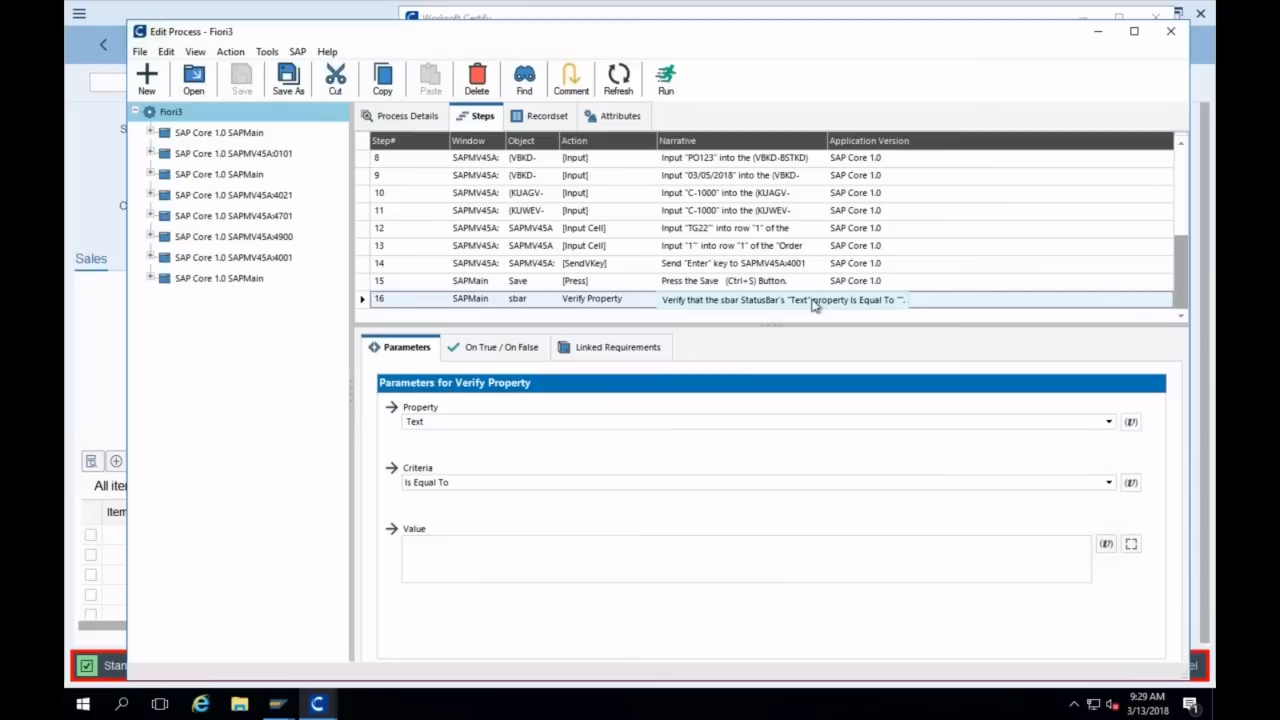 Worksoft Certify
Edit Process - Fiori3
File Edit View Action Tools SAP Help
New Open Save Save As Cut Copy Paste Delete Find Comment Refresh Run
Fiori3
SAP Core 1.0 SAPMain
SAP Core 1.0 SAPMV45A:0101
SAP Core 1.0 SAPMain
SAP Core 1.0 SAPMV45A:4021
SAP Core 1.0 SAPMV45A:4701
SAP Core 1.0 SAPMV45A:4900
SAP Core 1.0 SAPMV45A:4001
SAP Core 1.0 SAPMain
Process Details Steps Recordset Attributes
Step# Window Object Action Narrative Application Version
8 SAPMV45A: (VBKD- [Input] Input "PO123" into the (VBKD-BSTKD) SAP Core 1.0
9 SAPMV45A: (VBKD- [Input] Input "03/05/2018" into the (VBKD- SAP Core 1.0
10 SAPMV45A: (KUAGV- [Input] Input "C-1000" into the (KUAGV- SAP Core 1.0
11 SAPMV45A: (KUWEV- [Input] Input "C-1000" into the (KUWEV- SAP Core 1.0
12 SAPMV45A: SAPMV45A [Input Cell] Input "TG22" into row "1" of the SAP Core 1.0
13 SAPMV45A: SAPMV45A [Input Cell] Input "1" into row "1" of the "Order SAP Core 1.0
14 SAPMV45A: SAPMV45A: [SendVKey] Send "Enter" key to SAPMV45A:4001 SAP Core 1.0
15 SAPMain Save [Press] Press the Save (Ctrl+S) Button. SAP Core 1.0
16 SAPMain sbar Verify Property Verify that the sbar StatusBar's "Text" property Is Equal To "".
Parameters On True / On False Linked Requirements
Parameters for Verify Property
Property
Text
Criteria
Is Equal To
Value
Sales
All ite
Item
Stan
el
9:29 AM
3/13/2018
1